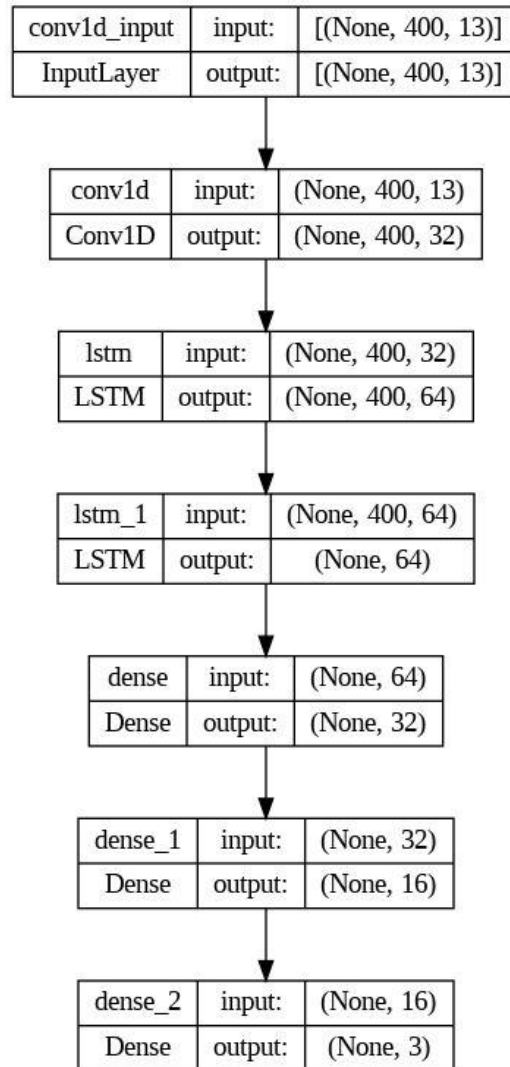 conv1d_input input: [(None, 400, 13)]
InputLayer output: [(None, 400, 13)]
conv1d input: (None, 400, 13)
Conv1D output: (None, 400, 32)
lstm input: (None, 400, 32)
LSTM output: (None, 400, 64)
lstm_1 input: (None, 400, 64)
LSTM output: (None, 64)
dense input: (None, 64)
Dense output: (None, 32)
dense_1 input: (None, 32)
Dense output: (None, 16)
dense_2 input: (None, 16)
Dense output: (None, 3)